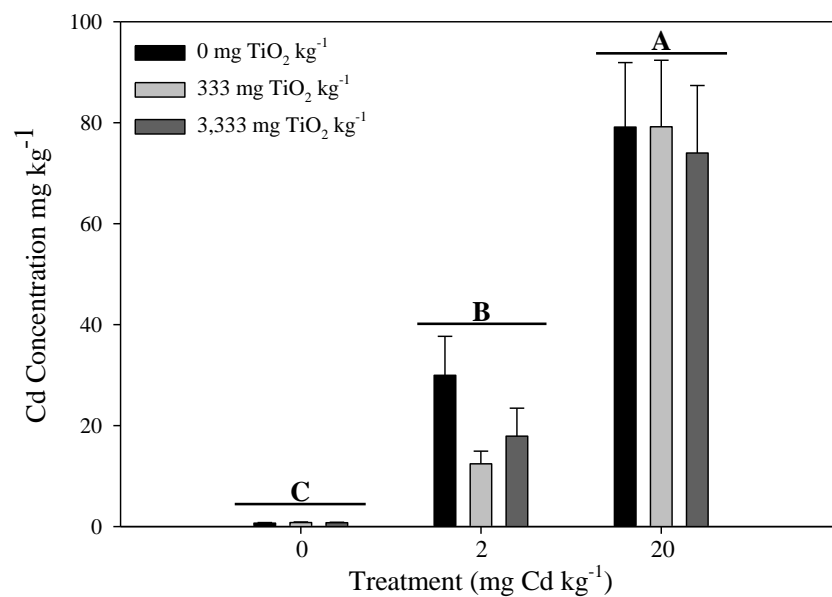 100
80
60
40
20
0
Cd Concentration mg kg⁻¹
0 mg TiO₂ kg⁻¹
333 mg TiO₂ kg⁻¹
3,333 mg TiO₂ kg⁻¹
A
B
C
0 2 20
Treatment (mg Cd kg⁻¹)